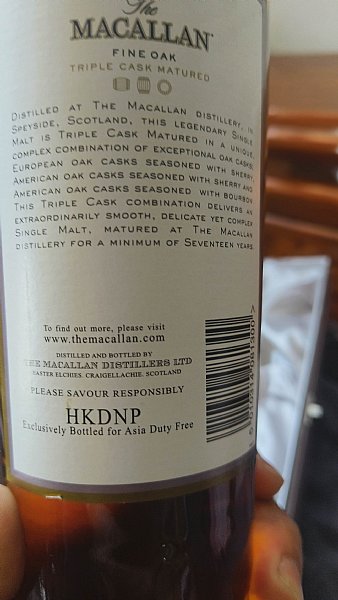 The
MACALLAN
FINE OAK
TRIPLE CASK MATURED
DISTILLED AT THE MACALLAN DISTILLERY, IN
SPEYSIDE, SCOTLAND, THIS LEGENDARY SINGLE
MALT IS TRIPLE CASK MATURED IN A UNIQUE,
COMPLEX COMBINATION OF EXCEPTIONAL OAK CASKS
EUROPEAN OAK CASKS SEASONED WITH SHERRY,
AMERICAN OAK CASKS SEASONED WITH SHERRY AND
AMERICAN OAK CASKS SEASONED WITH BOURBON
THIS TRIPLE CASK COMBINATION DELIVERS AN
EXTRAORDINARILY SMOOTH, DELICATE YET COMPLEX
SINGLE MALT, MATURED AT THE MACALLAN
DISTILLERY FOR A MINIMUM OF SEVENTEEN YEARS
To find out more, please visit
www.themacallan.com
DISTILLED AND BOTTLED BY
THE MACALLAN DISTILLERS LTD
EASTER ELCHIES, CRAIGELLACHIE, SCOTLAND
PLEASE SAVOUR RESPONSIBLY
HKDNP
Exclusively Bottled for Asia Duty Free